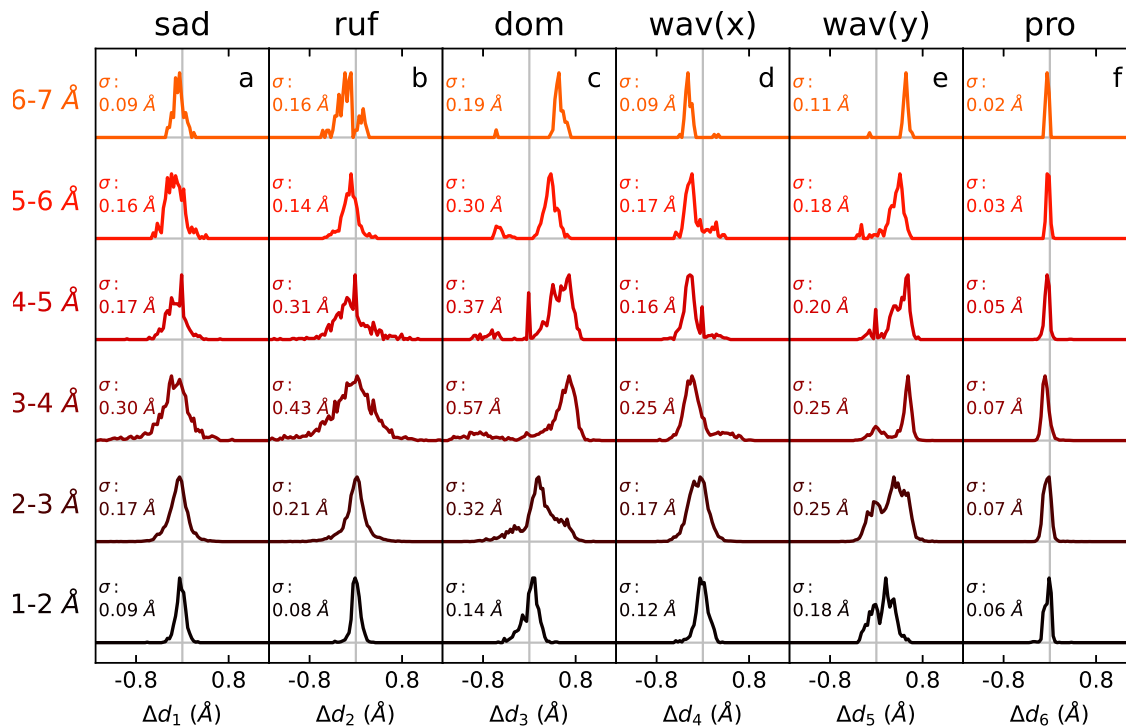 sad ruf dom wav(x) wav(y) pro
a b c d e f
6-7 Å
σ: σ: σ: σ: σ: σ:
0.09 Å 0.16 Å 0.19 Å 0.09 Å 0.11 Å 0.02 Å
5-6 Å
σ: σ: σ: σ: σ: σ:
0.16 Å 0.14 Å 0.30 Å 0.17 Å 0.18 Å 0.03 Å
4-5 Å
σ: σ: σ: σ: σ: σ:
0.17 Å 0.31 Å 0.37 Å 0.16 Å 0.20 Å 0.05 Å
3-4 Å
σ: σ: σ: σ: σ: σ:
0.30 Å 0.43 Å 0.57 Å 0.25 Å 0.25 Å 0.07 Å
2-3 Å
σ: σ: σ: σ: σ: σ:
0.17 Å 0.21 Å 0.32 Å 0.17 Å 0.25 Å 0.07 Å
1-2 Å
σ: σ: σ: σ: σ: σ:
0.09 Å 0.08 Å 0.14 Å 0.12 Å 0.18 Å 0.06 Å
-0.8 0.8 -0.8 0.8 -0.8 0.8 -0.8 0.8 -0.8 0.8 -0.8 0.8
Δd₁ (Å) Δd₂ (Å) Δd₃ (Å) Δd₄ (Å) Δd₅ (Å) Δd₆ (Å)